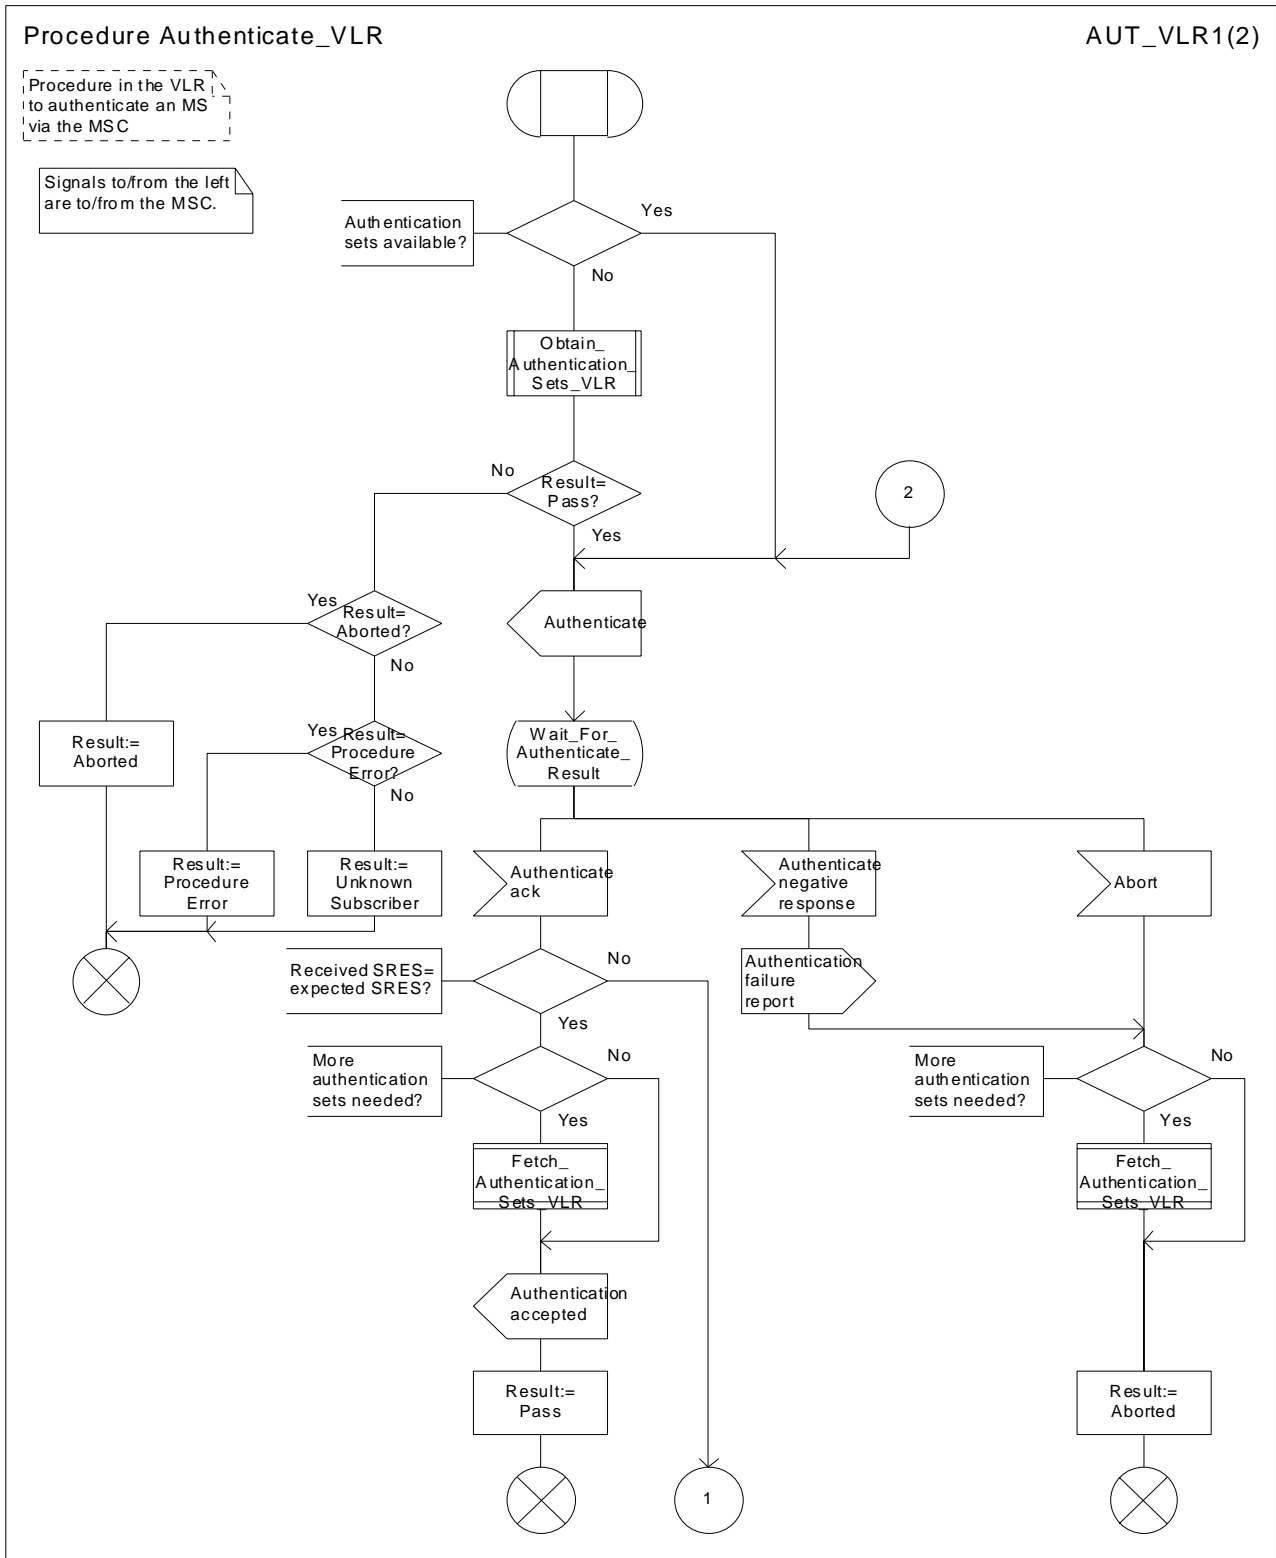 Procedure Authenticate_VLR
AUT_VLR1(2)
Procedure in the VLR
to authenticate an MS
via the MSC
Signals to/from the left
are to/from the MSC.
Authentication
sets available?
Yes
No
Obtain_
Authentication_
Sets_VLR
No
Result=
Pass?
Yes
2
Yes
Result=
Aborted?
No
Authenticate
Yes
Result=
Procedure
Error?
No
Result:=
Aborted
Wait_For_
Authenticate_
Result
Result:=
Procedure
Error
Result:=
Unknown
Subscriber
Authenticate
ack
Authenticate
negative
response
Abort
Received SRES=
expected SRES?
No
Yes
Authentication
failure
report
More
authentication
sets needed?
No
Yes
More
authentication
sets needed?
No
Yes
Fetch_
Authentication_
Sets_VLR
Fetch_
Authentication_
Sets_VLR
Authentication
accepted
Result:=
Pass
Result:=
Aborted
1